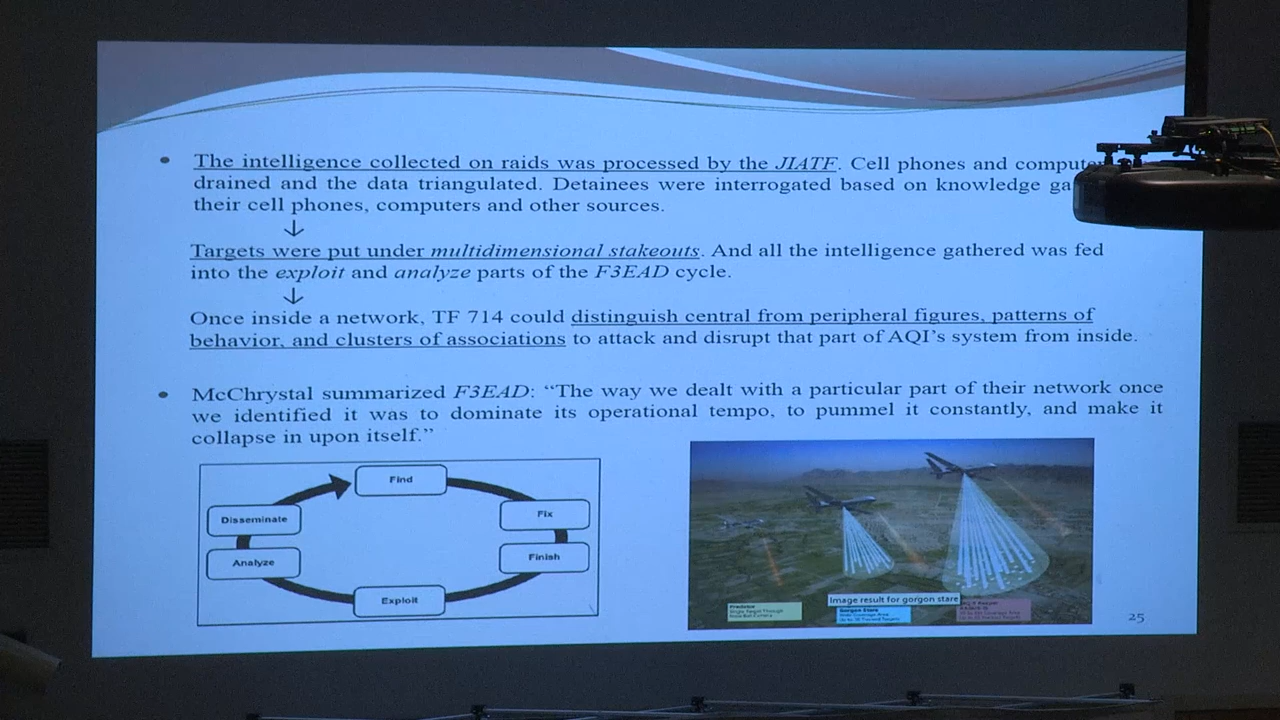 • The intelligence collected on raids was processed by the JIATF. Cell phones and compute
drained and the data triangulated. Detainees were interrogated based on knowledge ga
their cell phones, computers and other sources.
↓
Targets were put under multidimensional stakeouts. And all the intelligence gathered was fed
into the exploit and analyze parts of the F3EAD cycle.
↓
Once inside a network, TF 714 could distinguish central from peripheral figures, patterns of
behavior, and clusters of associations to attack and disrupt that part of AQI's system from inside.
• McChrystal summarized F3EAD: “The way we dealt with a particular part of their network once
we identified it was to dominate its operational tempo, to pummel it constantly, and make it
collapse in upon itself.”
Find
Fix
Finish
Exploit
Analyze
Disseminate
Image result for gorgon stare
Predator
Gorgon Stare
25